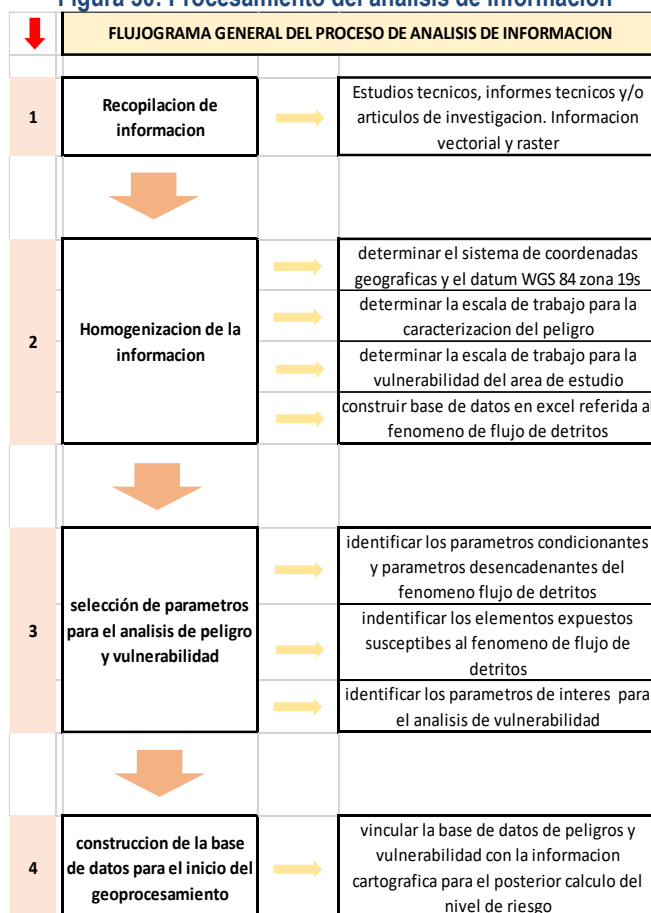 Figura 50: Procesamiento del análisis de información
FLUJOGRAMA GENERAL DEL PROCESO DE ANALISIS DE INFORMACION
1
Recopilacion de
informacion
Estudios tecnicos, informes tecnicos y/o
articulos de investigacion. Informacion
vectorial y raster
2
Homogenizacion de la
informacion
determinar el sistema de coordenadas
geograficas y el datum WGS 84 zona 19s
determinar la escala de trabajo para la
caracterizacion del peligro
determinar la escala de trabajo para la
vulnerabilidad del area de estudio
construir base de datos en excel referida al
fenomeno de flujo de detritos
3
selección de parametros
para el analisis de peligro
y vulnerabilidad
identificar los parametros condicionantes
y parametros desencadenantes del
fenomeno flujo de detritos
indentificar los elementos expuestos
susceptibes al fenomeno de flujo de
detritos
identificar los parametros de interes para
el analisis de vulnerabilidad
4
construccion de la base
de datos para el inicio del
geoprocesamiento
vincular la base de datos de peligros y
vulnerabilidad con la informacion
cartografica para el posterior calculo del
nivel de riesgo